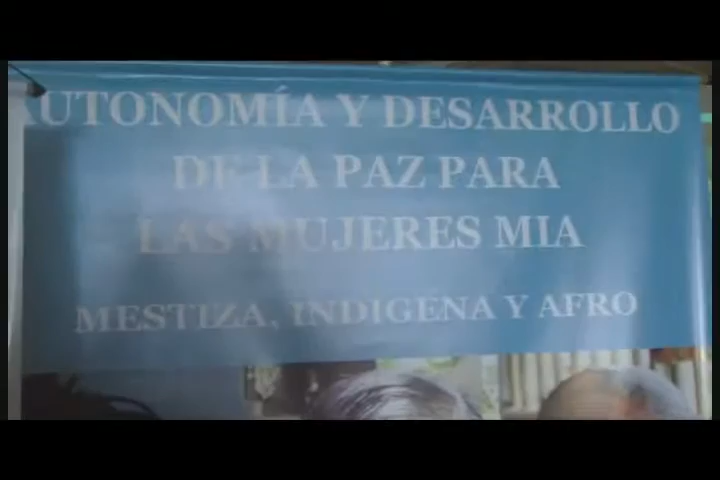 AUTONOMÍA Y DESARROLLO
DE LA PAZ PARA
LAS MUJERES MIA
MESTIZA, INDIGENA Y AFRO